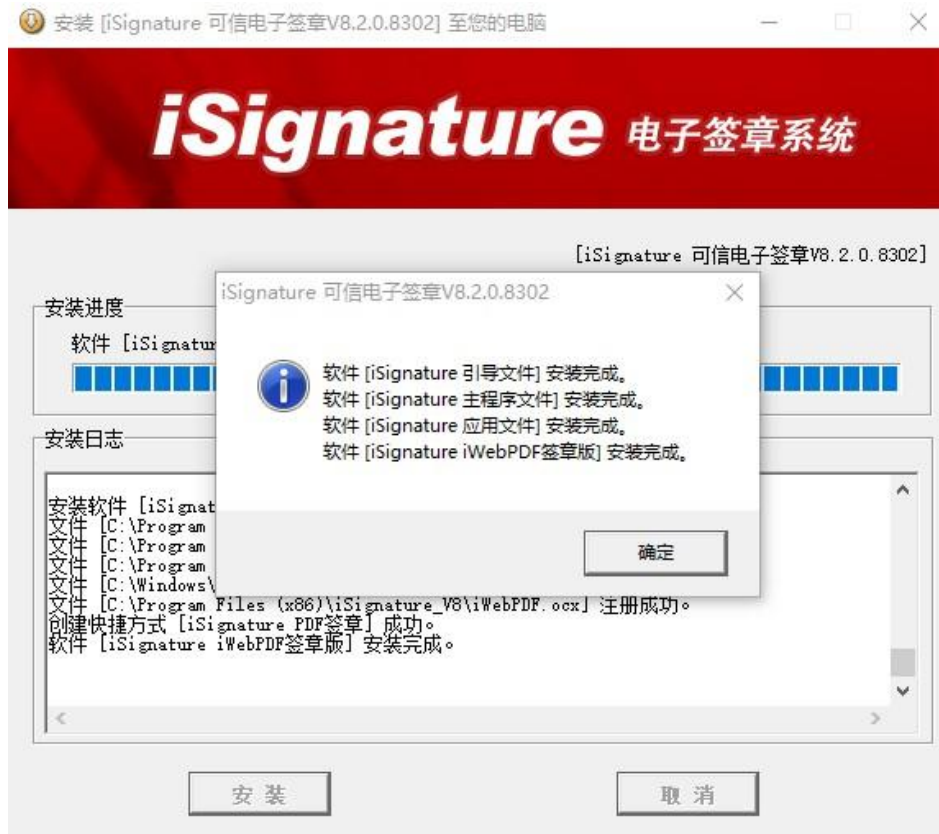 安装 [iSignature 可信电子签章V8.2.0.8302] 至您的电脑
iSignature 电子签章系统
[iSignature 可信电子签章V8.2.0.8302]
iSignature 可信电子签章V8.2.0.8302
安装进度
软件 [iSignatur
软件 [iSignature 引导文件] 安装完成。
软件 [iSignature 主程序文件] 安装完成。
软件 [iSignature 应用文件] 安装完成。
软件 [iSignature iWebPDF签章版] 安装完成。
确定
安装日志
安装软件 [iSignat
文件 [C:\Program
文件 [C:\Program
文件 [C:\Program
文件 [C:\Windows\
文件 [C:\Program Files (x86)\iSignature_V8\iWebPDF.ocx] 注册成功。
创建快捷方式 [iSignature PDF签章] 成功。
软件 [iSignature iWebPDF签章版] 安装完成。
安 装
取 消